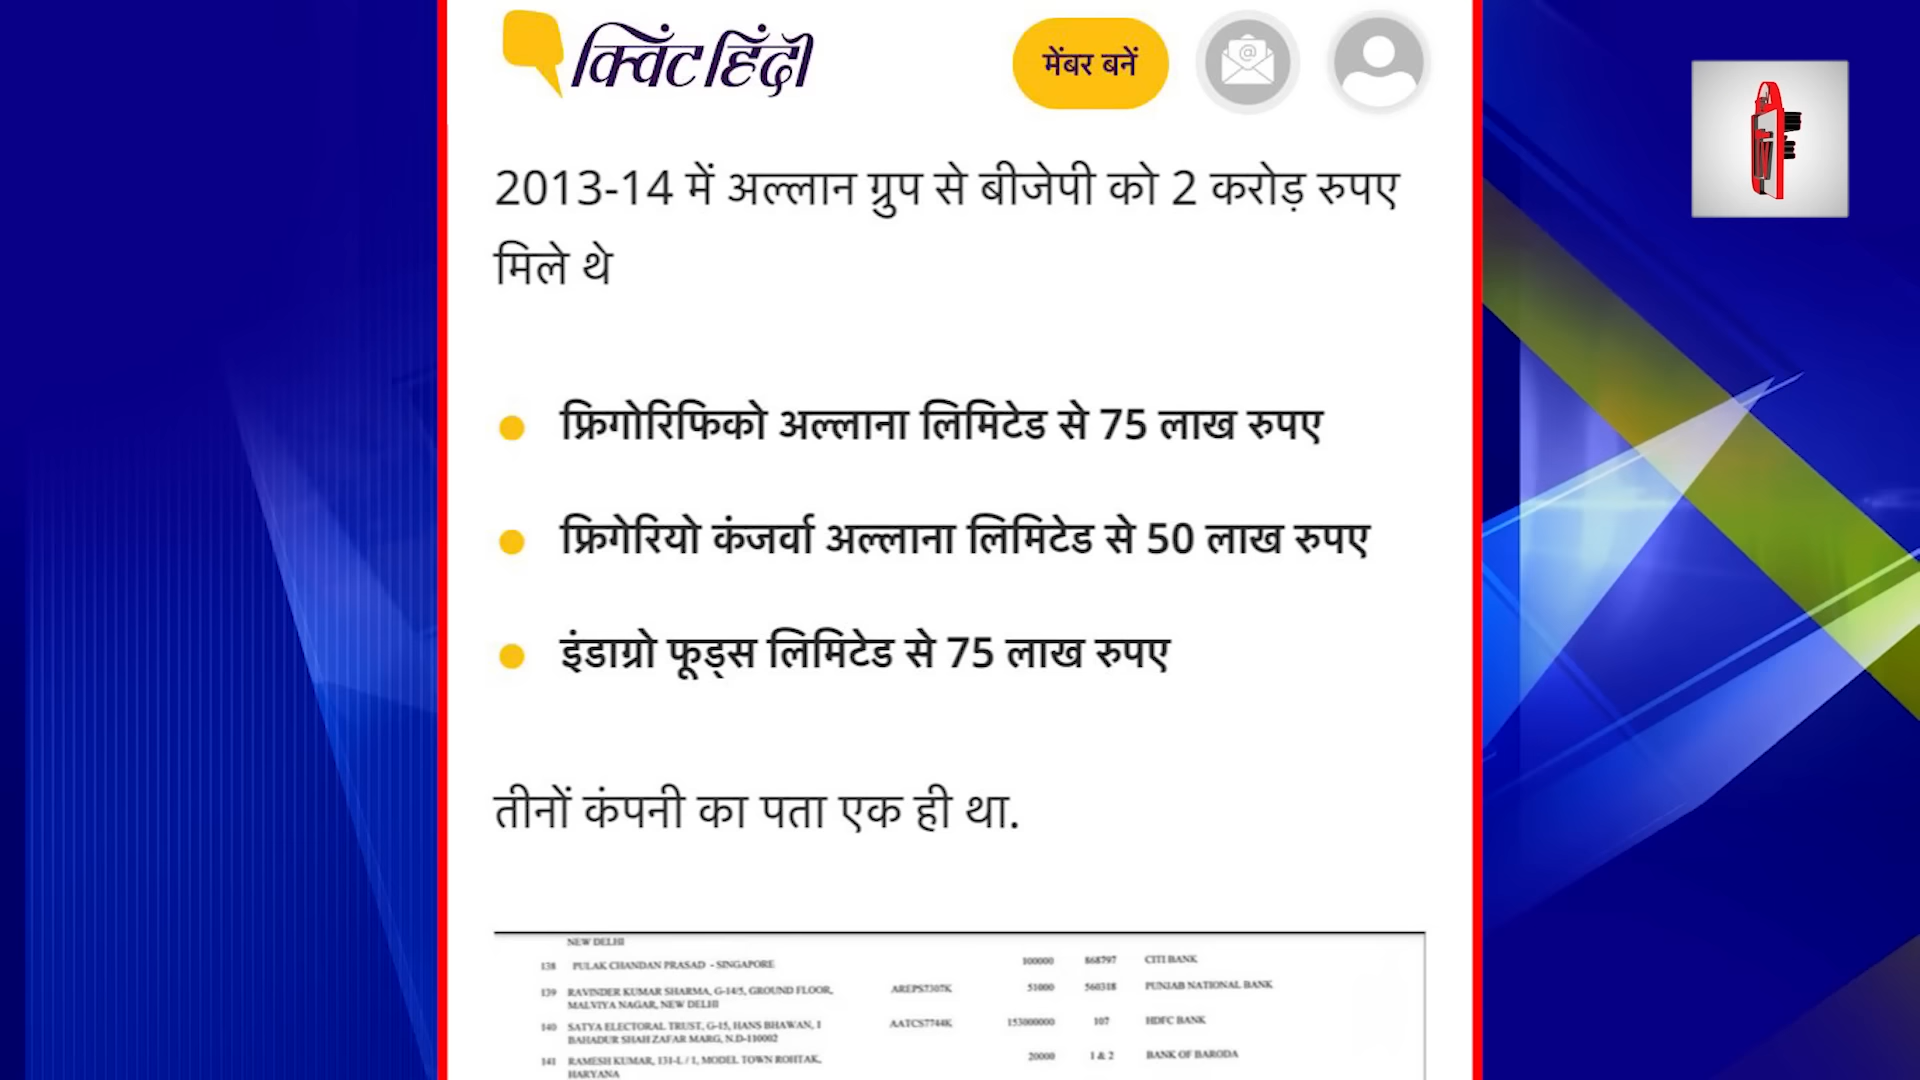 क्विंट हिंदी
मेंबर बनें
2013-14 में अल्लान ग्रुप से बीजेपी को 2 करोड़ रुपए
मिले थे
फ्रिगोरिफिको अल्लाना लिमिटेड से 75 लाख रुपए
फ्रिगेरियो कंजर्वा अल्लाना लिमिटेड से 50 लाख रुपए
इंडाग्रो फूड्स लिमिटेड से 75 लाख रुपए
तीनों कंपनी का पता एक ही था.
NEW DELHI
138 PULAK CHANDAN PRASAD - SINGAPORE 100000 868797 CITI BANK
139 RAVINDER KUMAR SHARMA, G-14/5, GROUND FLOOR, AREPS7307K 51000 560318 PUNJAB NATIONAL BANK
MALVIYA NAGAR, NEW DELHI
140 SATYA ELECTORAL TRUST, G-15, HANS BHAWAN, 1 AATCS7744K 153000000 107 HDFC BANK
BAHADUR SHAH ZAFAR MARG, N.D-110002
141 RAMESH KUMAR, 131-L / 1, MODEL TOWN ROHTAK, 20000 1 & 2 BANK OF BARODA
HARYANA